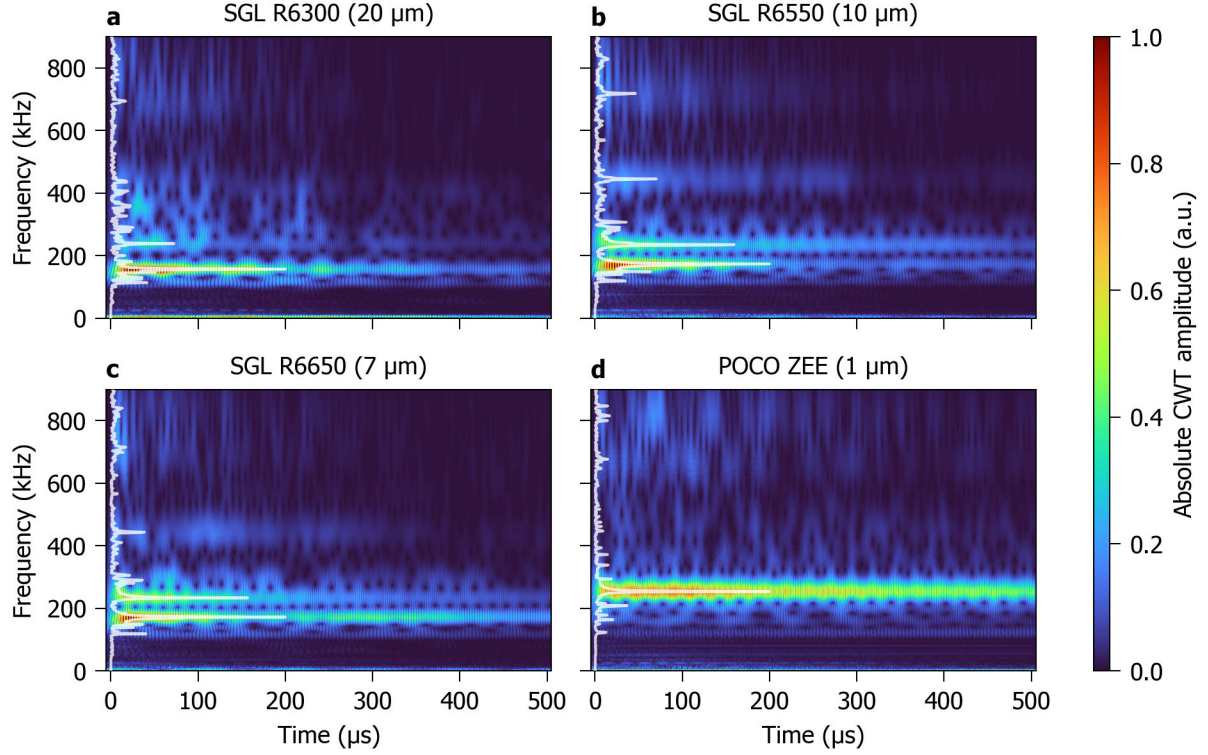 a SGL R6300 (20 µm)
b SGL R6550 (10 µm)
800
600
400
200
0
Frequency (kHz)
c SGL R6650 (7 µm)
d POCO ZEE (1 µm)
800
600
400
200
0
Frequency (kHz)
0 100 200 300 400 500
Time (µs)
0 100 200 300 400 500
Time (µs)
1.0
0.8
0.6
0.4
0.2
0.0
Absolute CWT amplitude (a.u.)